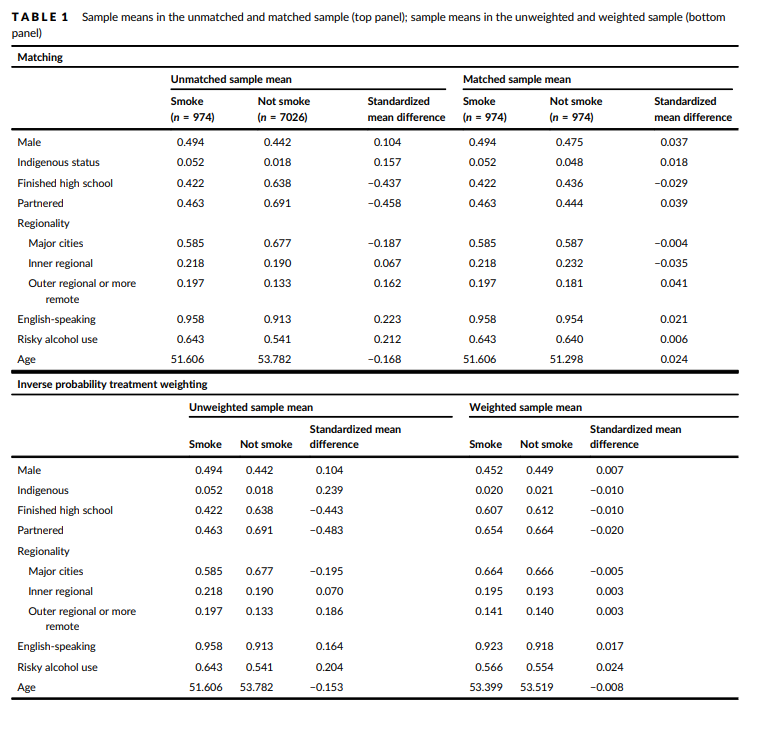 TABLE 1 Sample means in the unmatched and matched sample (top panel); sample means in the unweighted and weighted sample (bottom
panel)
Matching
Unmatched sample mean Matched sample mean
Smoke Not smoke Standardized Smoke Not smoke Standardized
(n = 974) (n = 7026) mean difference (n = 974) (n = 974) mean difference
Male 0.494 0.442 0.104 0.494 0.475 0.037
Indigenous status 0.052 0.018 0.157 0.052 0.048 0.018
Finished high school 0.422 0.638 −0.437 0.422 0.436 −0.029
Partnered 0.463 0.691 −0.458 0.463 0.444 0.039
Regionality
Major cities 0.585 0.677 −0.187 0.585 0.587 −0.004
Inner regional 0.218 0.190 0.067 0.218 0.232 −0.035
Outer regional or more 0.197 0.133 0.162 0.197 0.181 0.041
remote
English-speaking 0.958 0.913 0.223 0.958 0.954 0.021
Risky alcohol use 0.643 0.541 0.212 0.643 0.640 0.006
Age 51.606 53.782 −0.168 51.606 51.298 0.024
Inverse probability treatment weighting
Unweighted sample mean Weighted sample mean
Standardized mean Standardized mean
Smoke Not smoke difference Smoke Not smoke difference
Male 0.494 0.442 0.104 0.452 0.449 0.007
Indigenous 0.052 0.018 0.239 0.020 0.021 −0.010
Finished high school 0.422 0.638 −0.443 0.607 0.612 −0.010
Partnered 0.463 0.691 −0.483 0.654 0.664 −0.020
Regionality
Major cities 0.585 0.677 −0.195 0.664 0.666 −0.005
Inner regional 0.218 0.190 0.070 0.195 0.193 0.003
Outer regional or more 0.197 0.133 0.186 0.141 0.140 0.003
remote
English-speaking 0.958 0.913 0.164 0.923 0.918 0.017
Risky alcohol use 0.643 0.541 0.204 0.566 0.554 0.024
Age 51.606 53.782 −0.153 53.399 53.519 −0.008